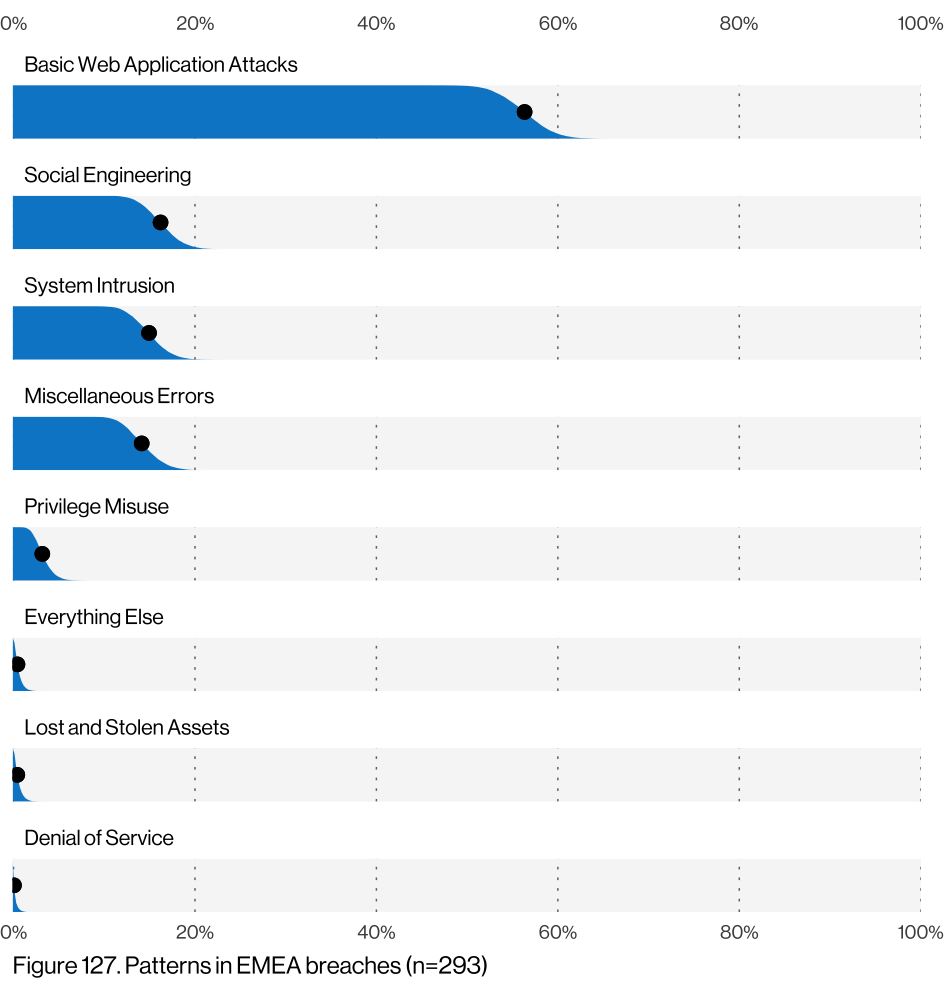 0% 20% 40% 60% 80% 100%
Basic Web Application Attacks
Social Engineering
System Intrusion
Miscellaneous Errors
Privilege Misuse
Everything Else
Lost and Stolen Assets
Denial of Service
0% 20% 40% 60% 80% 100%
Figure 127. Patterns in EMEA breaches (n=293)